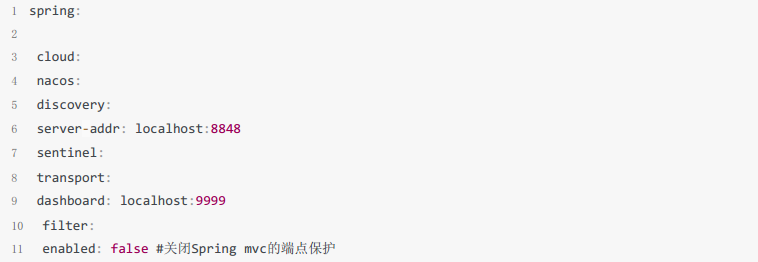 1 spring:
2
3 cloud:
4 nacos:
5 discovery:
6 server-addr: localhost:8848
7 sentinel:
8 transport:
9 dashboard: localhost:9999
10 filter:
11 enabled: false #关闭Spring mvc的端点保护